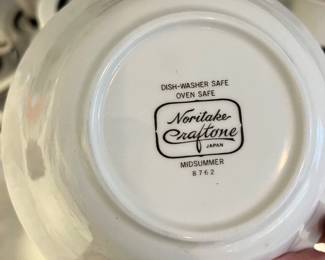 DISH-WASHER SAFE
OVEN SAFE
Noritake
Craftone
JAPAN
MIDSUMMER
8762